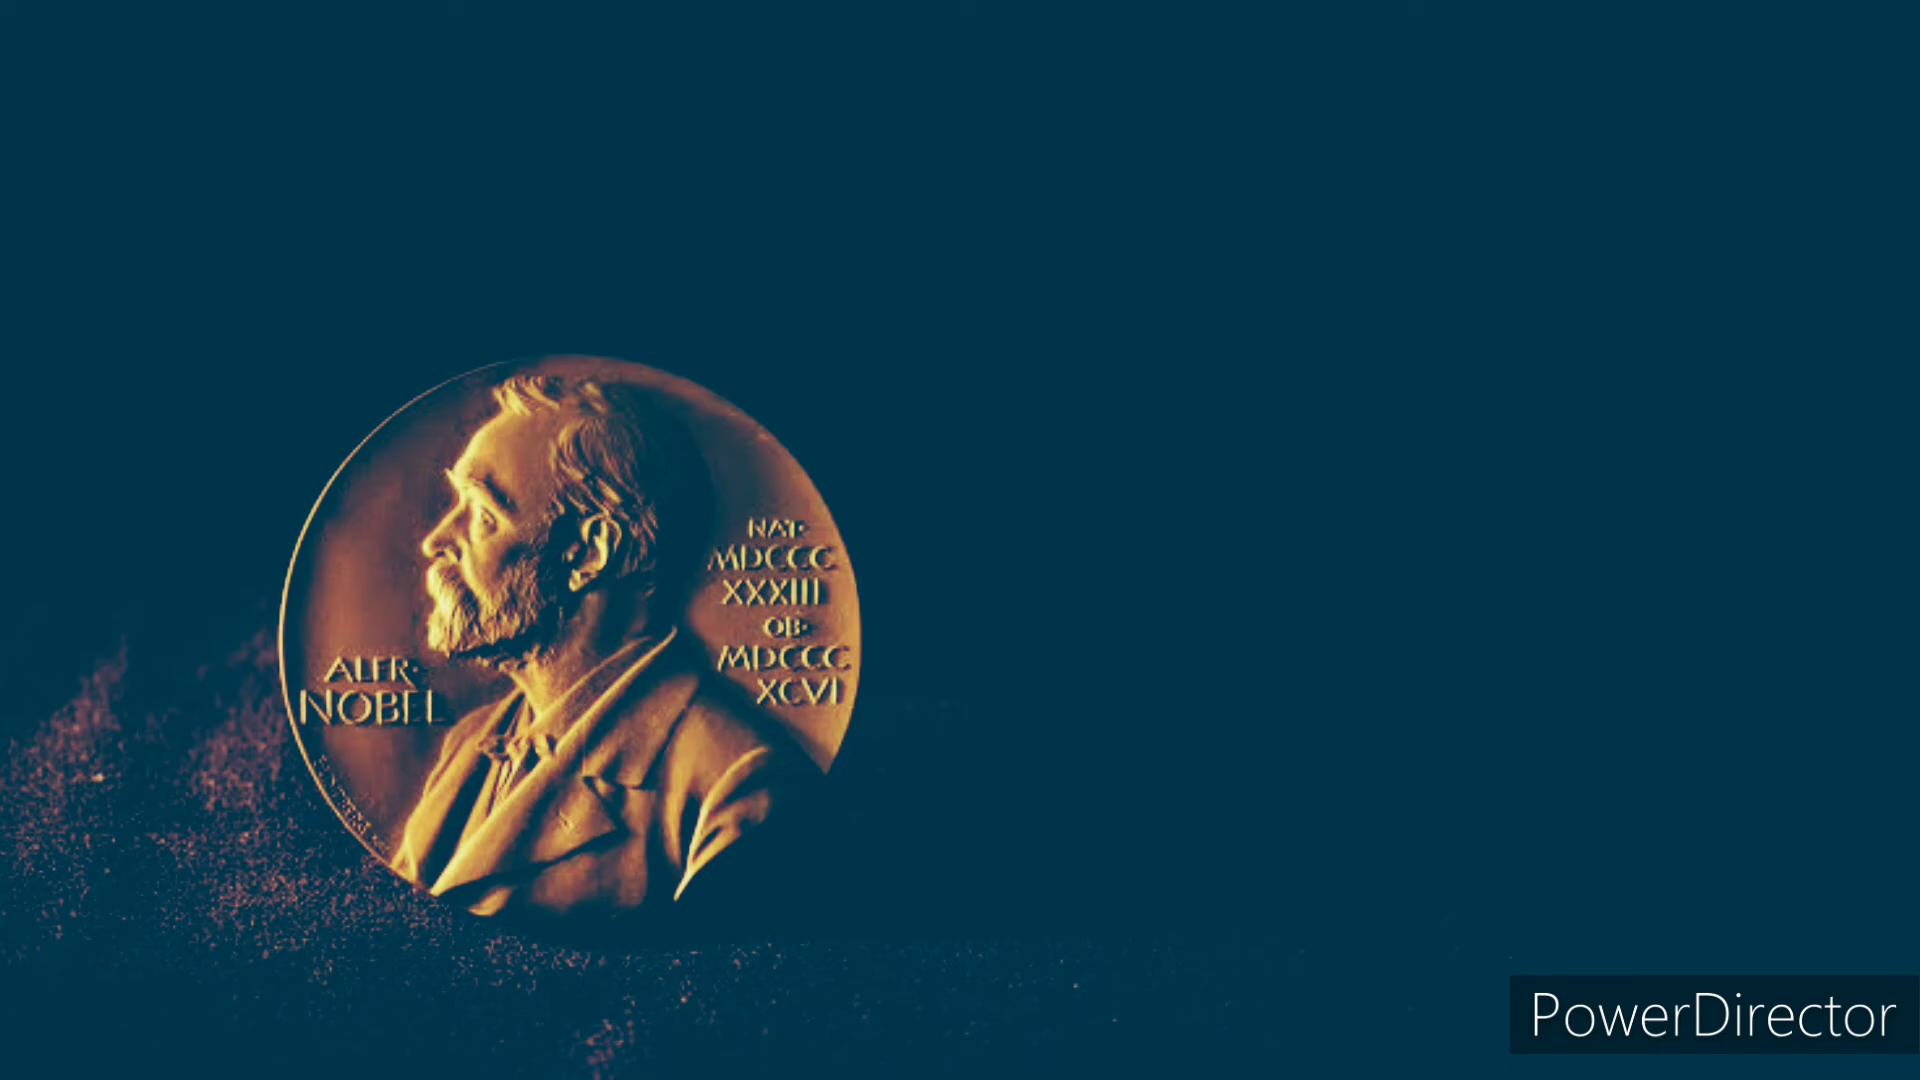 ALFR·
NOBEL
NAT·
MDCCC
XXXIII
OB·
MDCCC
XCVI
PowerDirector